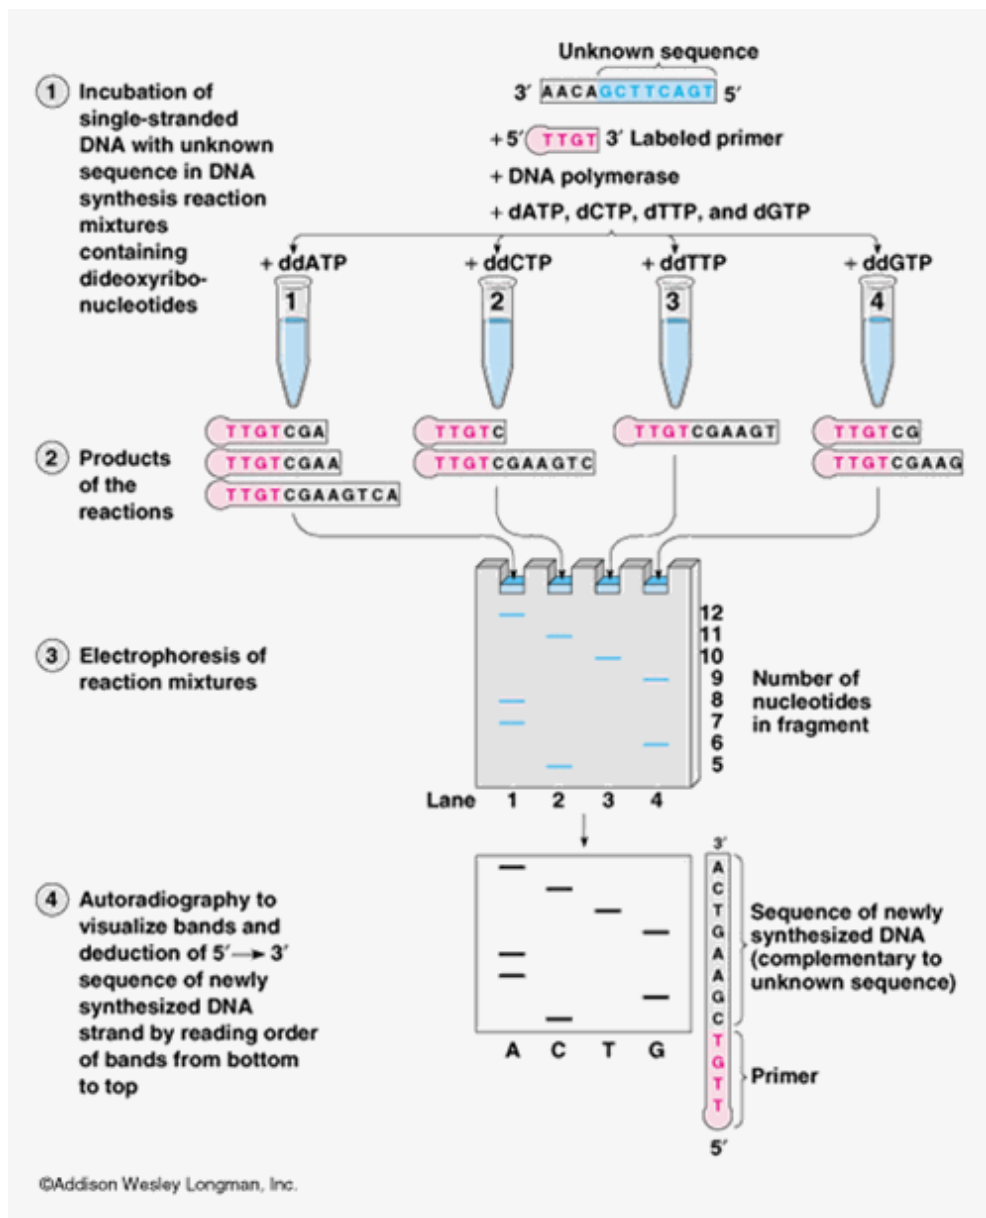 Unknown sequence
3′ AACAGCTTCAGT 5′
1 Incubation of
single-stranded
DNA with unknown
sequence in DNA
synthesis reaction
mixtures
containing
dideoxyribo-
nucleotides
+ 5′ TTGT 3′ Labeled primer
+ DNA polymerase
+ dATP, dCTP, dTTP, and dGTP
+ ddATP + ddCTP + ddTTP + ddGTP
1 2 3 4
TTGTCGA TTGTC TTGTCGAAGT TTGTCG
2 Products
of the
reactions
TTGTCGAA TTGTCGAAGTC TTGTCGAAG
TTGTCGAAGTCA
3 Electrophoresis of
reaction mixtures
12
11
10
9
8
7
6
5
Number of
nucleotides
in fragment
Lane 1 2 3 4
4 Autoradiography to
visualize bands and
deduction of 5′ → 3′
sequence of newly
synthesized DNA
strand by reading order
of bands from bottom
to top
A C T G
3′
A
C
T
G
A
A
G
C
T
G
T
T
5′
Sequence of newly
synthesized DNA
(complementary to
unknown sequence)
Primer
©Addison Wesley Longman, Inc.